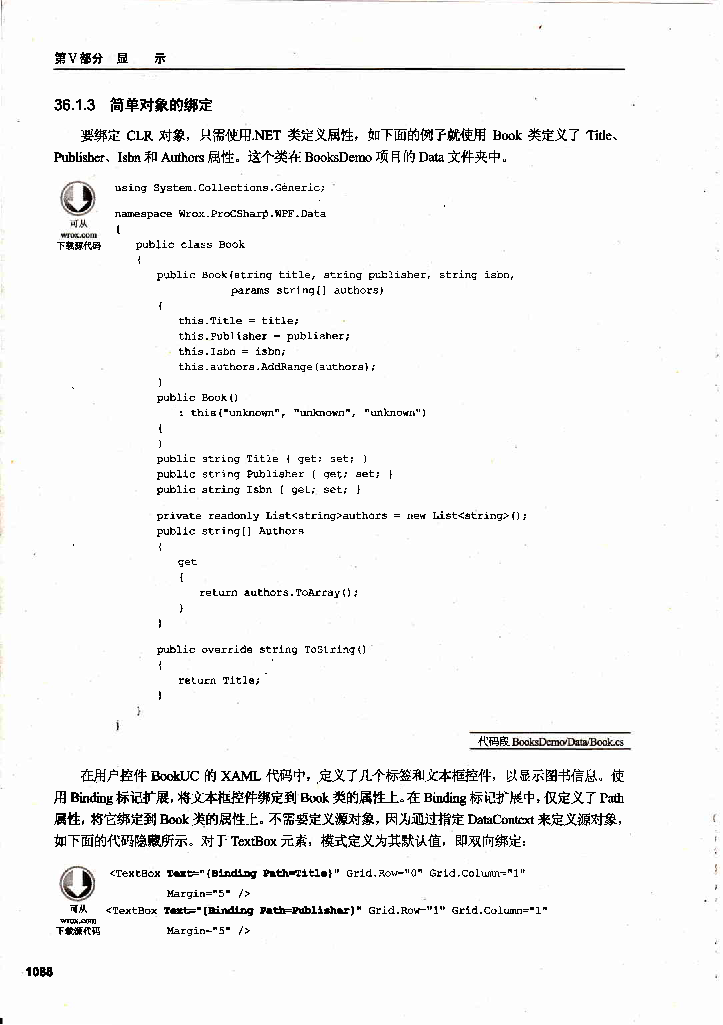 第V部分 显 示
36.1.3 简单对象的绑定
要绑定 CLR 对象，只需使用.NET 类定义属性，如下面的例子就使用 Book 类定义了 Title、
Publisher、Isbn 和 Authors 属性。这个类在 BooksDemo 项目的 Data 文件夹中。
可从
wrox.com
下载源代码
using System.Collections.Generic;
namespace Wrox.ProCSharp.WPF.Data
{
public class Book
{
public Book(string title, string publisher, string isbn,
params string[] authors)
{
this.Title = title;
this.Publisher = publisher;
this.Isbn = isbn;
this.authors.AddRange(authors);
}
public Book()
: this("unknown", "unknown", "unknown")
{
}
public string Title { get; set; }
public string Publisher { get; set; }
public string Isbn { get; set; }
private readonly List<string>authors = new List<string>();
public string[] Authors
{
get
{
return authors.ToArray();
}
}
public override string ToString()
{
return Title;
}
}
}
代码段 BooksDemo/Data/Book.cs
在用户控件 BookUC 的 XAML 代码中，定义了几个标签和文本框控件，以显示图书信息。使
用 Binding 标记扩展，将文本框控件绑定到 Book 类的属性上。在 Binding 标记扩展中，仅定义了 Path
属性，将它绑定到 Book 类的属性上。不需要定义源对象，因为通过指定 DataContext 来定义源对象，
如下面的代码隐藏所示。对于 TextBox 元素，模式定义为其默认值，即双向绑定：
可从
wrox.com
下载源代码
<TextBox Text="{Binding Path=Title}" Grid.Row="0" Grid.Column="1"
Margin="5" />
<TextBox Text="{Binding Path=Publisher}" Grid.Row="1" Grid.Column="1"
Margin="5" />
1088